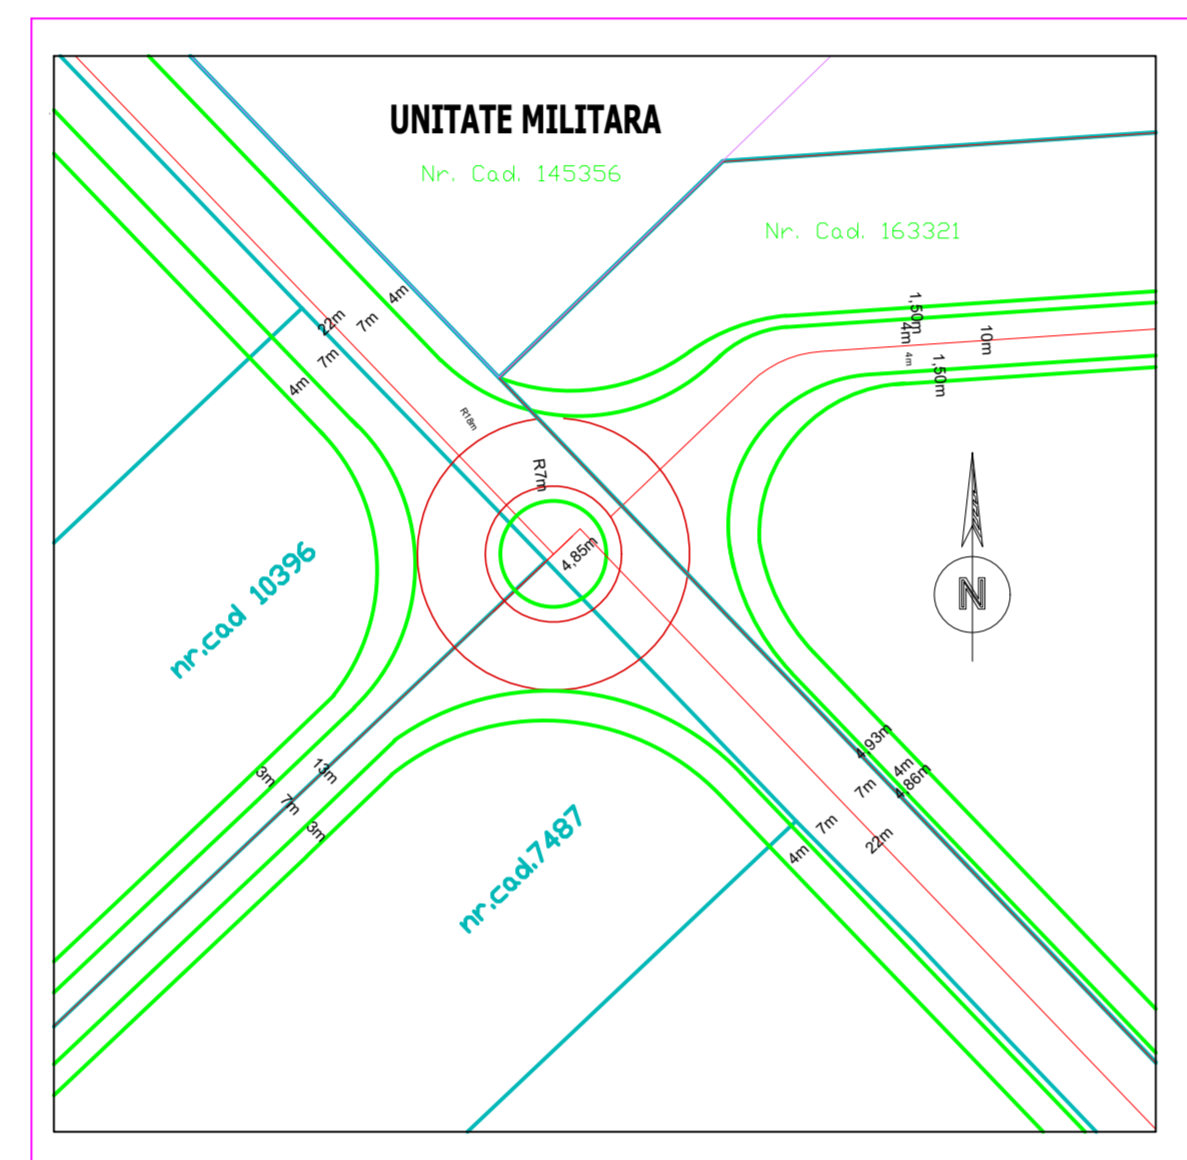 UNITATE MILITARA
Nr. Cad. 145356
Nr. Cad. 163321
4m
22m
7m
7m
4m
1,50m
4m
10m
4m
1,50m
R18m
R7m
4,85m
N
nr.cad 10396
3m
13m
7m
3m
nr.cad.7487
4,93m
4m
4,86m
7m
7m
22m
4m